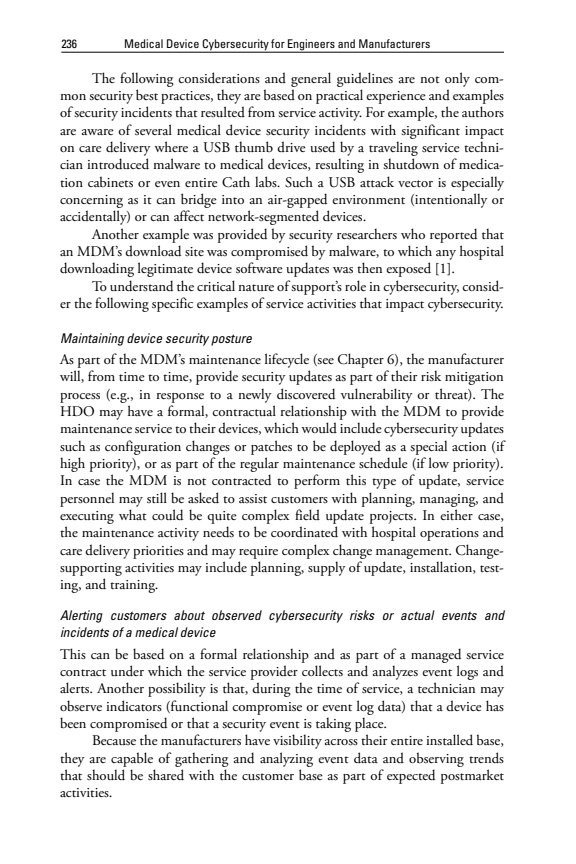 236 Medical Device Cybersecurity for Engineers and Manufacturers
The following considerations and general guidelines are not only com-
mon security best practices, they are based on practical experience and examples
of security incidents that resulted from service activity. For example, the authors
are aware of several medical device security incidents with significant impact
on care delivery where a USB thumb drive used by a traveling service techni-
cian introduced malware to medical devices, resulting in shutdown of medica-
tion cabinets or even entire Cath labs. Such a USB attack vector is especially
concerning as it can bridge into an air-gapped environment (intentionally or
accidentally) or can affect network-segmented devices.
Another example was provided by security researchers who reported that
an MDM’s download site was compromised by malware, to which any hospital
downloading legitimate device software updates was then exposed [1].
To understand the critical nature of support’s role in cybersecurity, consid-
er the following specific examples of service activities that impact cybersecurity.
Maintaining device security posture
As part of the MDM’s maintenance lifecycle (see Chapter 6), the manufacturer
will, from time to time, provide security updates as part of their risk mitigation
process (e.g., in response to a newly discovered vulnerability or threat). The
HDO may have a formal, contractual relationship with the MDM to provide
maintenance service to their devices, which would include cybersecurity updates
such as configuration changes or patches to be deployed as a special action (if
high priority), or as part of the regular maintenance schedule (if low priority).
In case the MDM is not contracted to perform this type of update, service
personnel may still be asked to assist customers with planning, managing, and
executing what could be quite complex field update projects. In either case,
the maintenance activity needs to be coordinated with hospital operations and
care delivery priorities and may require complex change management. Change-
supporting activities may include planning, supply of update, installation, test-
ing, and training.
Alerting customers about observed cybersecurity risks or actual events and
incidents of a medical device
This can be based on a formal relationship and as part of a managed service
contract under which the service provider collects and analyzes event logs and
alerts. Another possibility is that, during the time of service, a technician may
observe indicators (functional compromise or event log data) that a device has
been compromised or that a security event is taking place.
Because the manufacturers have visibility across their entire installed base,
they are capable of gathering and analyzing event data and observing trends
that should be shared with the customer base as part of expected postmarket
activities.